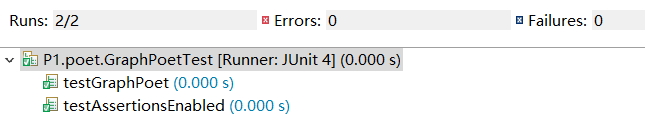 Runs: 2/2 Errors: 0 Failures: 0
P1.poet.GraphPoetTest [Runner: JUnit 4] (0.000 s)
testGraphPoet (0.000 s)
testAssertionsEnabled (0.000 s)